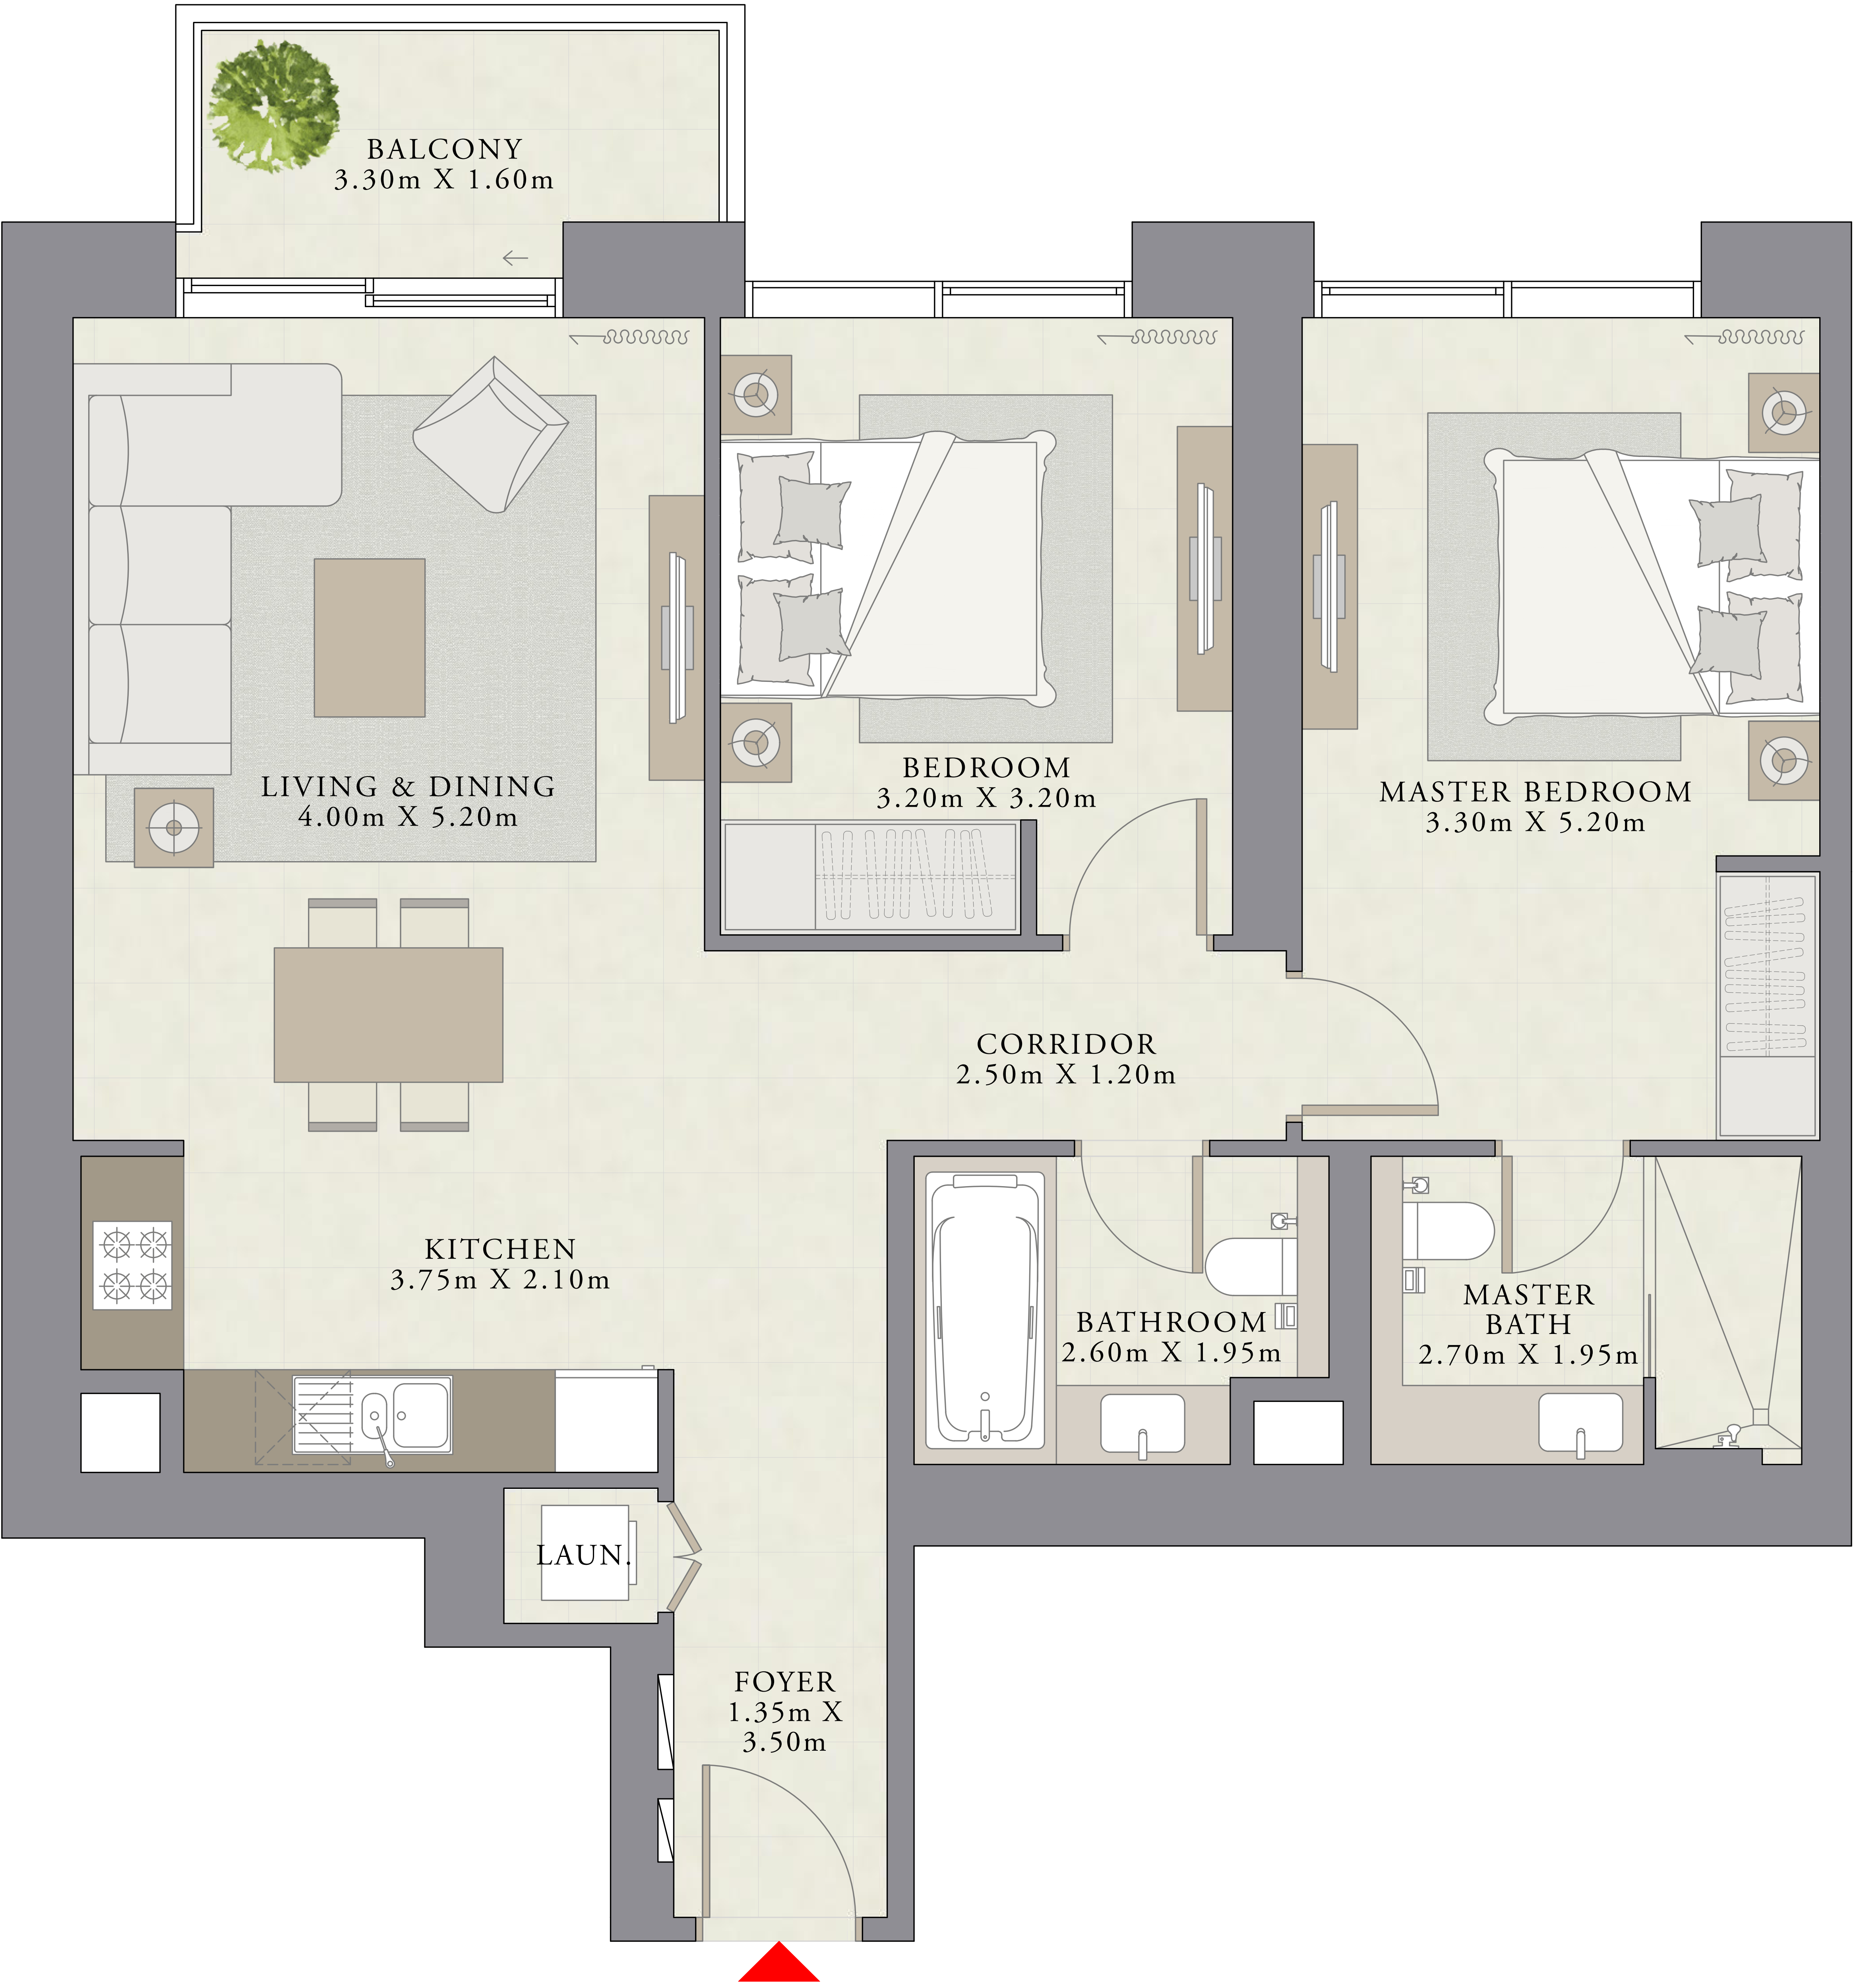 BALCONY
3.30m X 1.60m
LIVING & DINING
4.00m X 5.20m
BEDROOM
3.20m X 3.20m
MASTER BEDROOM
3.30m X 5.20m
CORRIDOR
2.50m X 1.20m
KITCHEN
3.75m X 2.10m
BATHROOM
2.60m X 1.95m
MASTER
BATH
2.70m X 1.95m
LAUN.
FOYER
1.35m X
3.50m